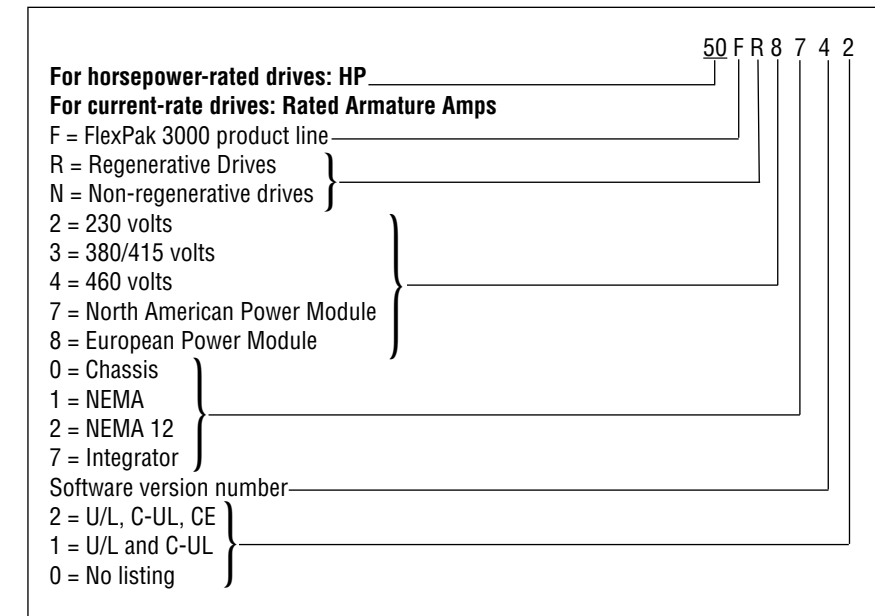 50 F R 8 7 4 2
For horsepower-rated drives: HP
For current-rate drives: Rated Armature Amps
F = FlexPak 3000 product line
R = Regenerative Drives
N = Non-regenerative drives
2 = 230 volts
3 = 380/415 volts
4 = 460 volts
7 = North American Power Module
8 = European Power Module
0 = Chassis
1 = NEMA
2 = NEMA 12
7 = Integrator
Software version number
2 = U/L, C-UL, CE
1 = U/L and C-UL
0 = No listing